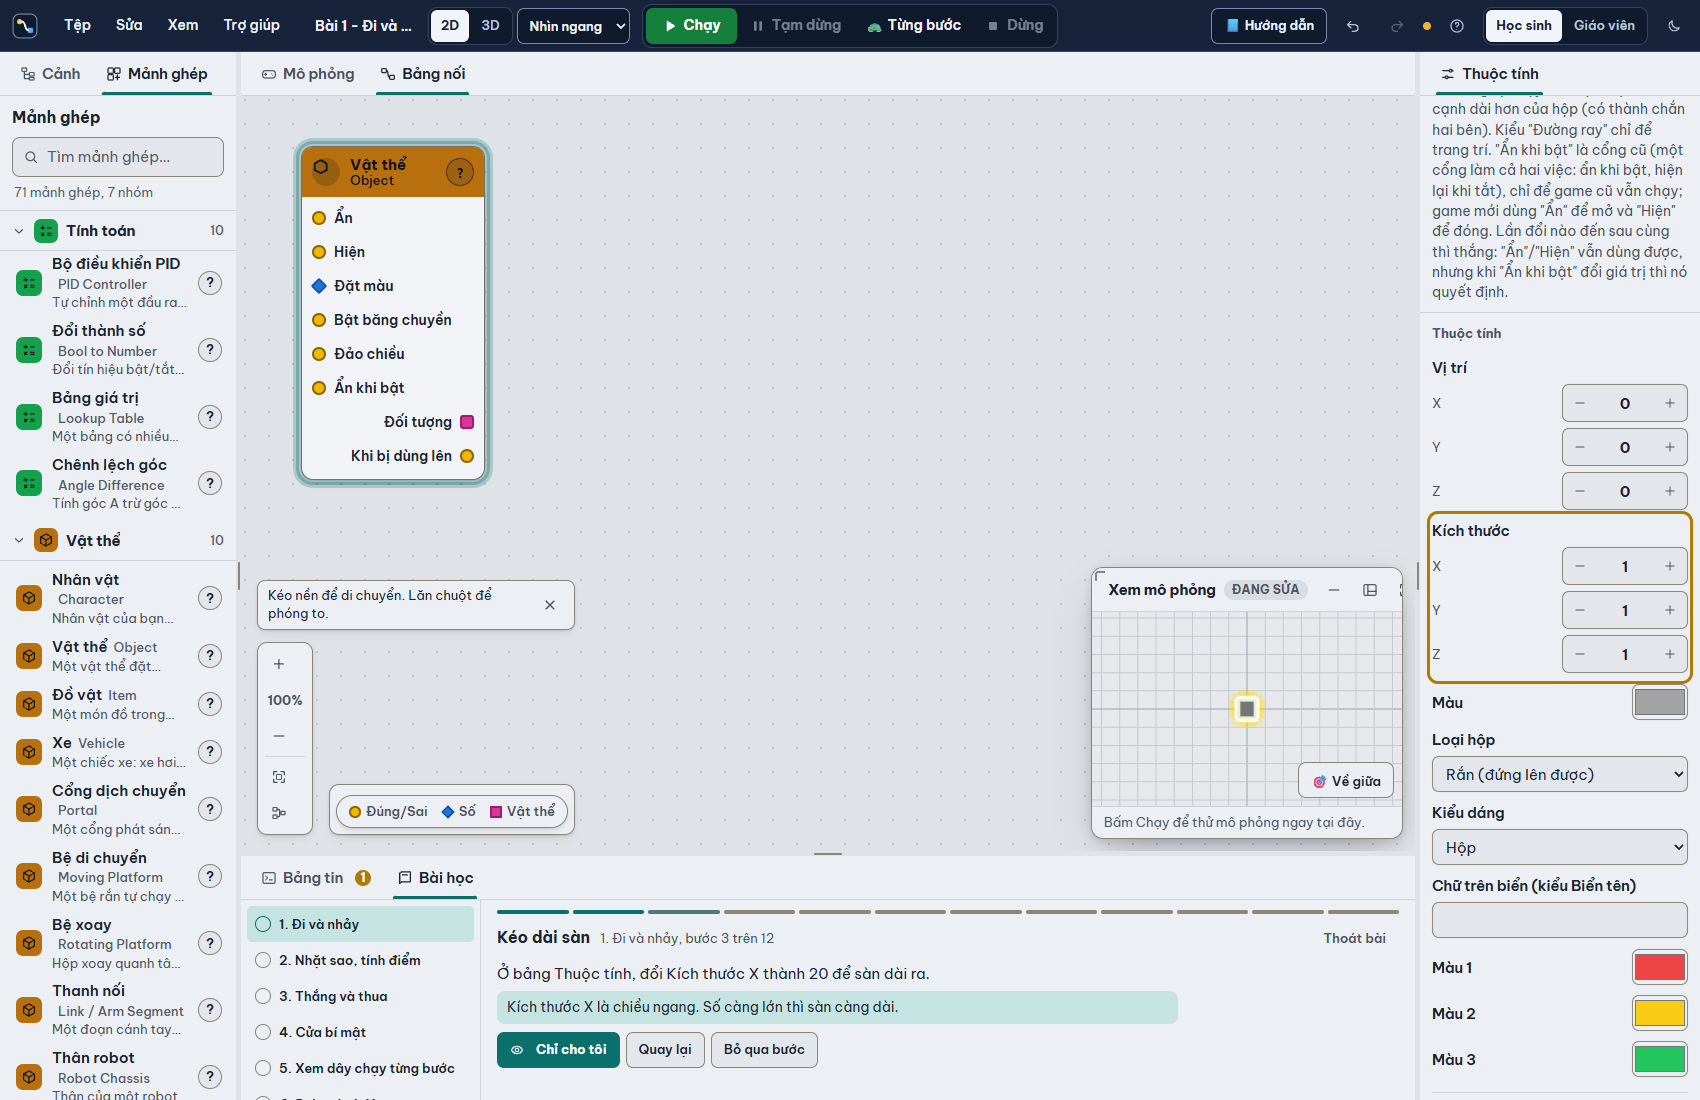 Tệp Sửa Xem Trợ giúp Bài 1 - Đi và ... 2D 3D Nhìn ngang Chạy Tạm dừng Từng bước Dừng Hướng dẫn Học sinh Giáo viên
Cảnh Mảnh ghép
Mảnh ghép
Tìm mảnh ghép...
71 mảnh ghép, 7 nhóm
Tính toán 10
Bộ điều khiển PID
PID Controller
Tự chỉnh một đầu ra...
?
Đổi thành số
Bool to Number
Đổi tín hiệu bật/tắt...
?
Bảng giá trị
Lookup Table
Một bảng có nhiều...
?
Chênh lệch góc
Angle Difference
Tính góc A trừ góc ...
?
Vật thể 10
Nhân vật
Character
Nhân vật của bạn...
?
Vật thể Object
Một vật thể đặt...
?
Đồ vật Item
Một món đồ trong...
?
Xe Vehicle
Một chiếc xe: xe hơi...
?
Cổng dịch chuyển
Portal
Một cổng phát sán...
?
Bệ di chuyển
Moving Platform
Một bệ rắn tự chạy ...
?
Bệ xoay
Rotating Platform
Hộp xoay quanh tâ...
?
Thanh nối
Link / Arm Segment
Một đoạn cánh tay...
?
Thân robot
Robot Chassis
Thân của một robot
?
Mô phỏng Bảng nối
Vật thể
Object
?
Ẩn
Hiện
Đặt màu
Bật băng chuyền
Đảo chiều
Ẩn khi bật
Đối tượng
Khi bị dùng lên
Kéo nền để di chuyển. Lăn chuột để
phóng to.
100%
Đúng/Sai Số Vật thể
Xem mô phỏng ĐANG SỬA
Về giữa
Bấm Chạy để thử mô phỏng ngay tại đây.
Bảng tin 1 Bài học
1. Đi và nhảy
2. Nhặt sao, tính điểm
3. Thắng và thua
4. Cửa bí mật
5. Xem dây chạy từng bước
Kéo dài sàn 1. Đi và nhảy, bước 3 trên 12 Thoát bài
Ở bảng Thuộc tính, đổi Kích thước X thành 20 để sàn dài ra.
Kích thước X là chiều ngang. Số càng lớn thì sàn càng dài.
Chỉ cho tôi Quay lại Bỏ qua bước
Thuộc tính
cạnh dài hơn của hộp (có thành chắn
hai bên). Kiểu "Đường ray" chỉ để
trang trí. "Ẩn khi bật" là cổng cũ (một
cổng làm cả hai việc: ẩn khi bật, hiện
lại khi tắt), chỉ để game cũ vẫn chạy;
game mới dùng "Ẩn" để mở và "Hiện"
để đóng. Lần đổi nào đến sau cùng
thì thắng: "Ẩn"/"Hiện" vẫn dùng được,
nhưng khi "Ẩn khi bật" đổi giá trị thì nó
quyết định.
Thuộc tính
Vị trí
X 0
Y 0
Z 0
Kích thước
X 1
Y 1
Z 1
Màu
Loại hộp
Rắn (đứng lên được)
Kiểu dáng
Hộp
Chữ trên biển (kiểu Biển tên)
Màu 1
Màu 2
Màu 3